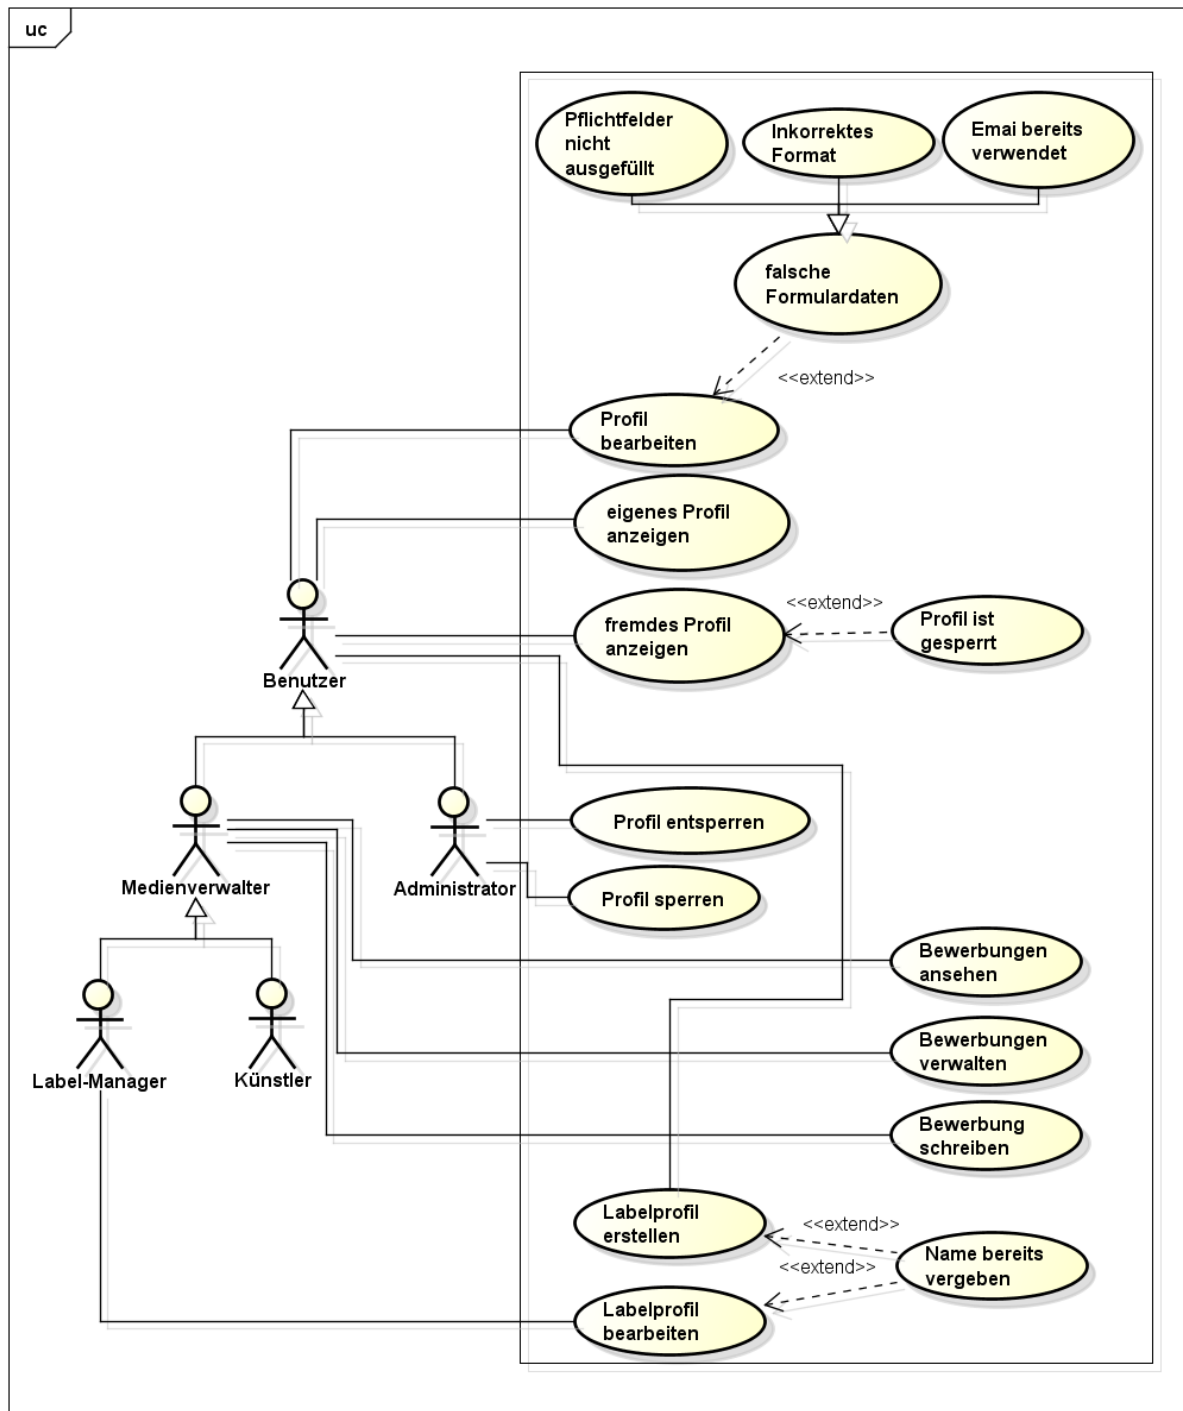 uc
Pflichtfelder
nicht
ausgefüllt
Inkorrektes
Format
Emai bereits
verwendet
falsche
Formulardaten
<<extend>>
Profil
bearbeiten
eigenes Profil
anzeigen
fremdes Profil
anzeigen
<<extend>>
Profil ist
gesperrt
Benutzer
Profil entsperren
Medienverwalter
Administrator
Profil sperren
Bewerbungen
ansehen
Label-Manager
Künstler
Bewerbungen
verwalten
Bewerbung
schreiben
Labelprofil
erstellen
<<extend>>
<<extend>>
Name bereits
vergeben
Labelprofil
bearbeiten